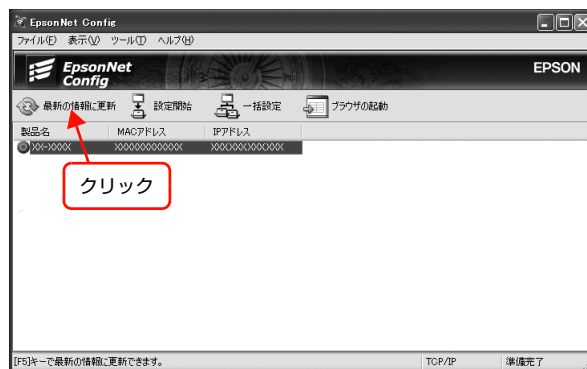 EpsonNet Config
ファイル(F) 表示(V) ツール(T) ヘルプ(H)
EpsonNet
Config
EPSON
最新の情報に更新 設定開始 一括設定 ブラウザの起動
製品名 MACアドレス IPアドレス
XX-XXXX XXXXXXXXXXXX XXX.XXX.XXX.XXX
クリック
[F5]キーで最新の情報に更新できます。 TCP/IP 準備完了